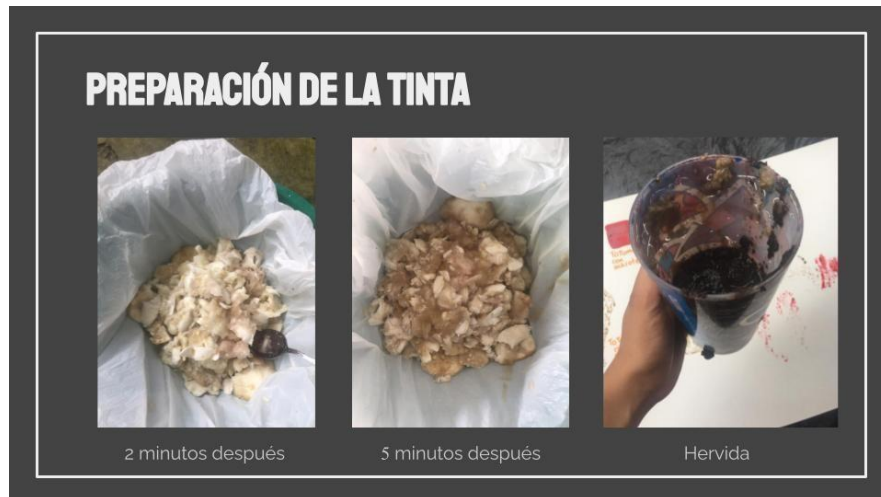 PREPARACIÓN DE LA TINTA
2 minutos después
5 minutos después
Hervida